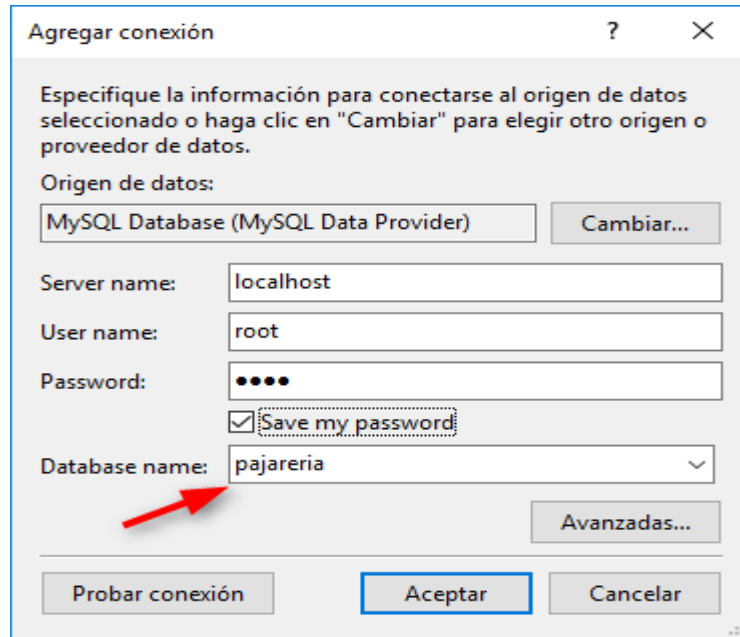 Agregar conexión
Especifique la información para conectarse al origen de datos
seleccionado o haga clic en "Cambiar" para elegir otro origen o
proveedor de datos.
Origen de datos:
MySQL Database (MySQL Data Provider)
Cambiar...
Server name:
localhost
User name:
root
Password:
●●●●
Save my password
Database name:
pajareria
Avanzadas...
Probar conexión
Aceptar
Cancelar